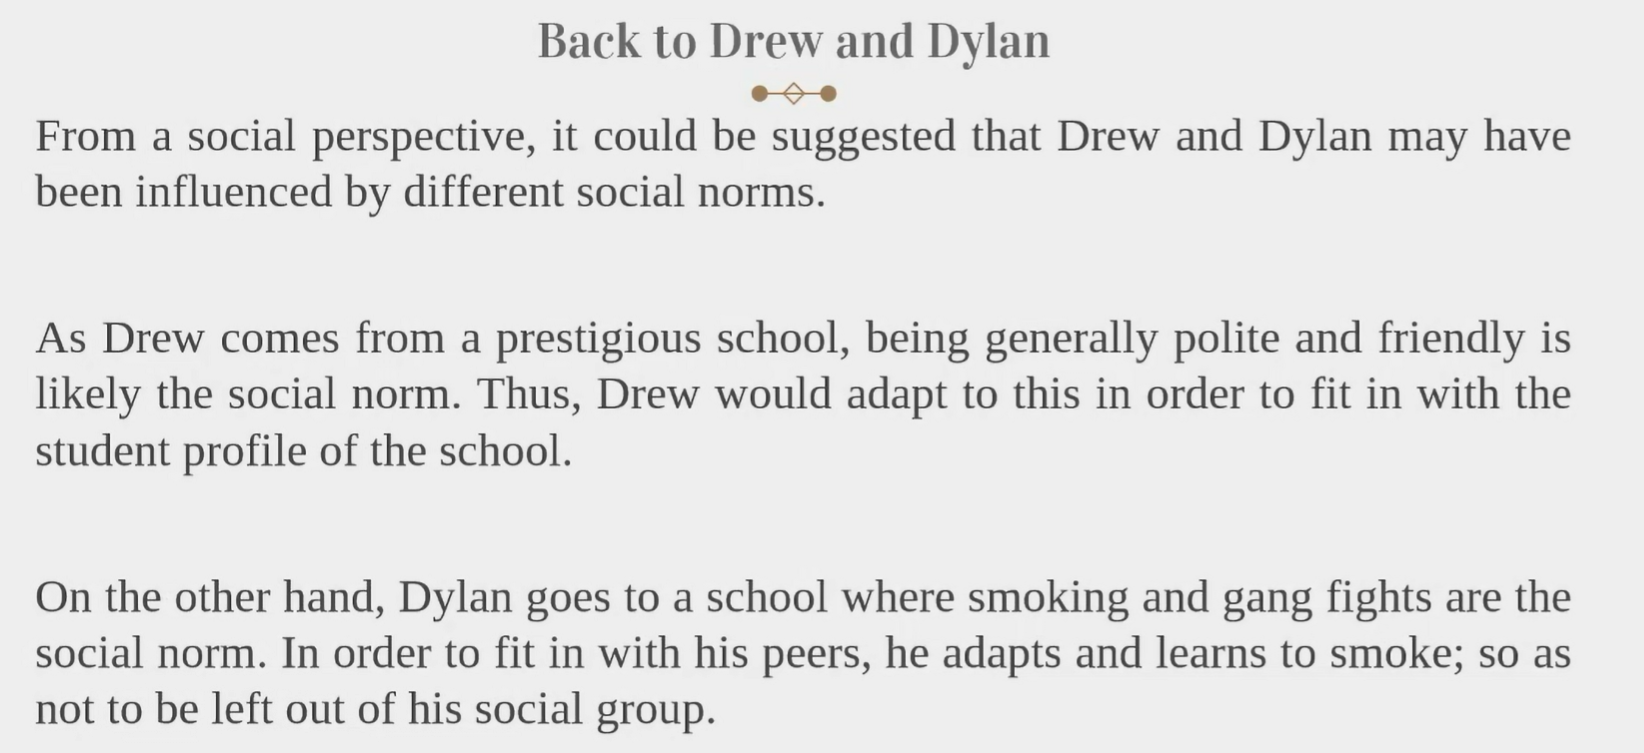 Back to Drew and Dylan
From a social perspective, it could be suggested that Drew and Dylan may have
been influenced by different social norms.
As Drew comes from a prestigious school, being generally polite and friendly is
likely the social norm. Thus, Drew would adapt to this in order to fit in with the
student profile of the school.
On the other hand, Dylan goes to a school where smoking and gang fights are the
social norm. In order to fit in with his peers, he adapts and learns to smoke; so as
not to be left out of his social group.